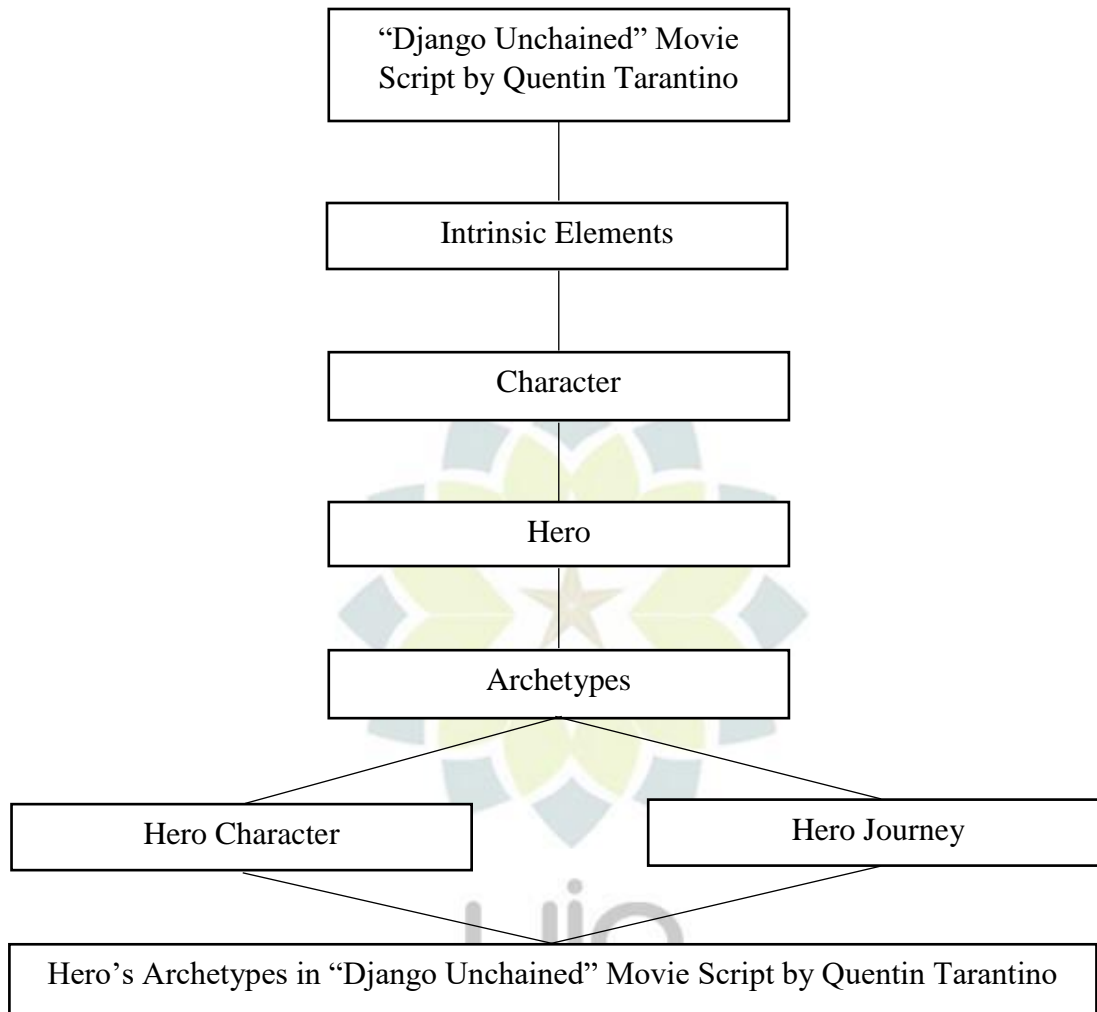 “Django Unchained” Movie
Script by Quentin Tarantino
Intrinsic Elements
Character
Hero
Archetypes
Hero Character
Hero Journey
Hero’s Archetypes in “Django Unchained” Movie Script by Quentin Tarantino